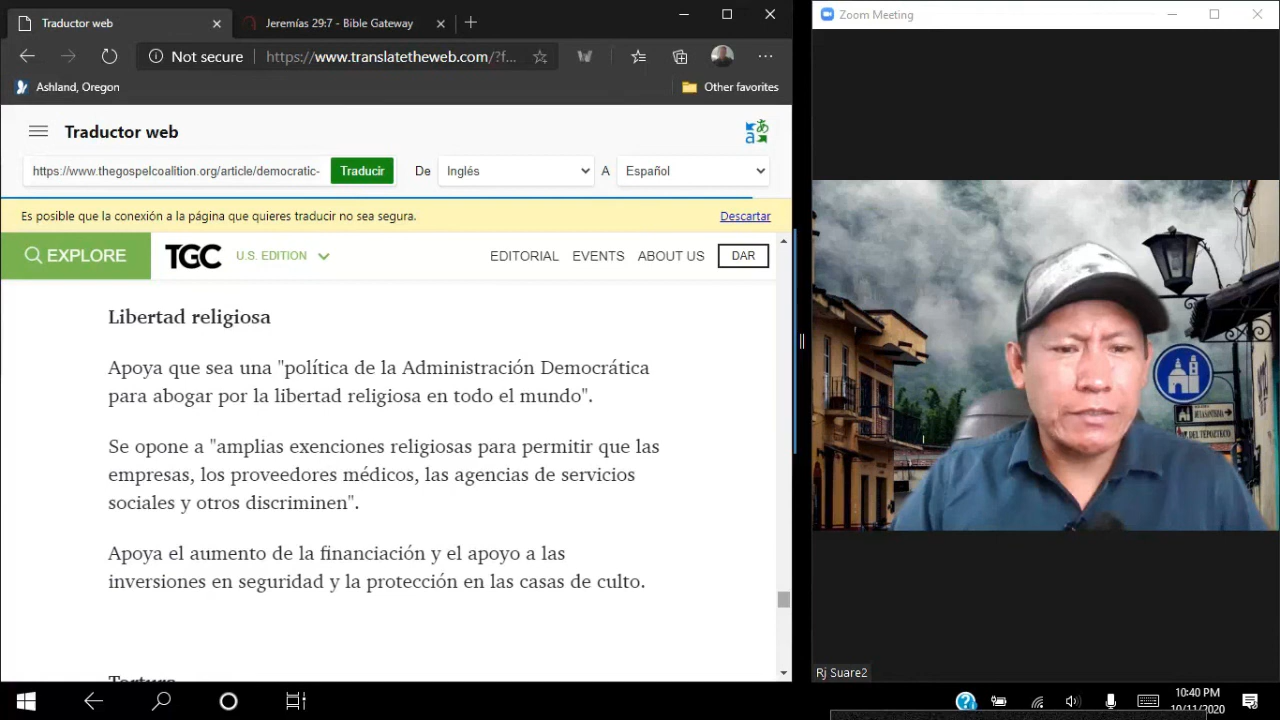 Traductor web
Jeremías 29:7 - Bible Gateway
Zoom Meeting
Not secure
https://www.translatetheweb.com/?f...
Ashland, Oregon
Other favorites
Traductor web
https://www.thegospelcoalition.org/article/democratic-
Traducir
De
Inglés
A
Español
Es posible que la conexión a la página que quieres traducir no sea segura.
Descartar
EXPLORE
TGC
U.S. EDITION
EDITORIAL
EVENTS
ABOUT US
DAR
Libertad religiosa
Apoya que sea una "política de la Administración Democrática
para abogar por la libertad religiosa en todo el mundo".
Se opone a "amplias exenciones religiosas para permitir que las
empresas, los proveedores médicos, las agencias de servicios
sociales y otros discriminen".
Apoya el aumento de la financiación y el apoyo a las
inversiones en seguridad y la protección en las casas de culto.
Tortura
DEL TEPOZTECO
Rj Suare2
10:40 PM
10/11/2020